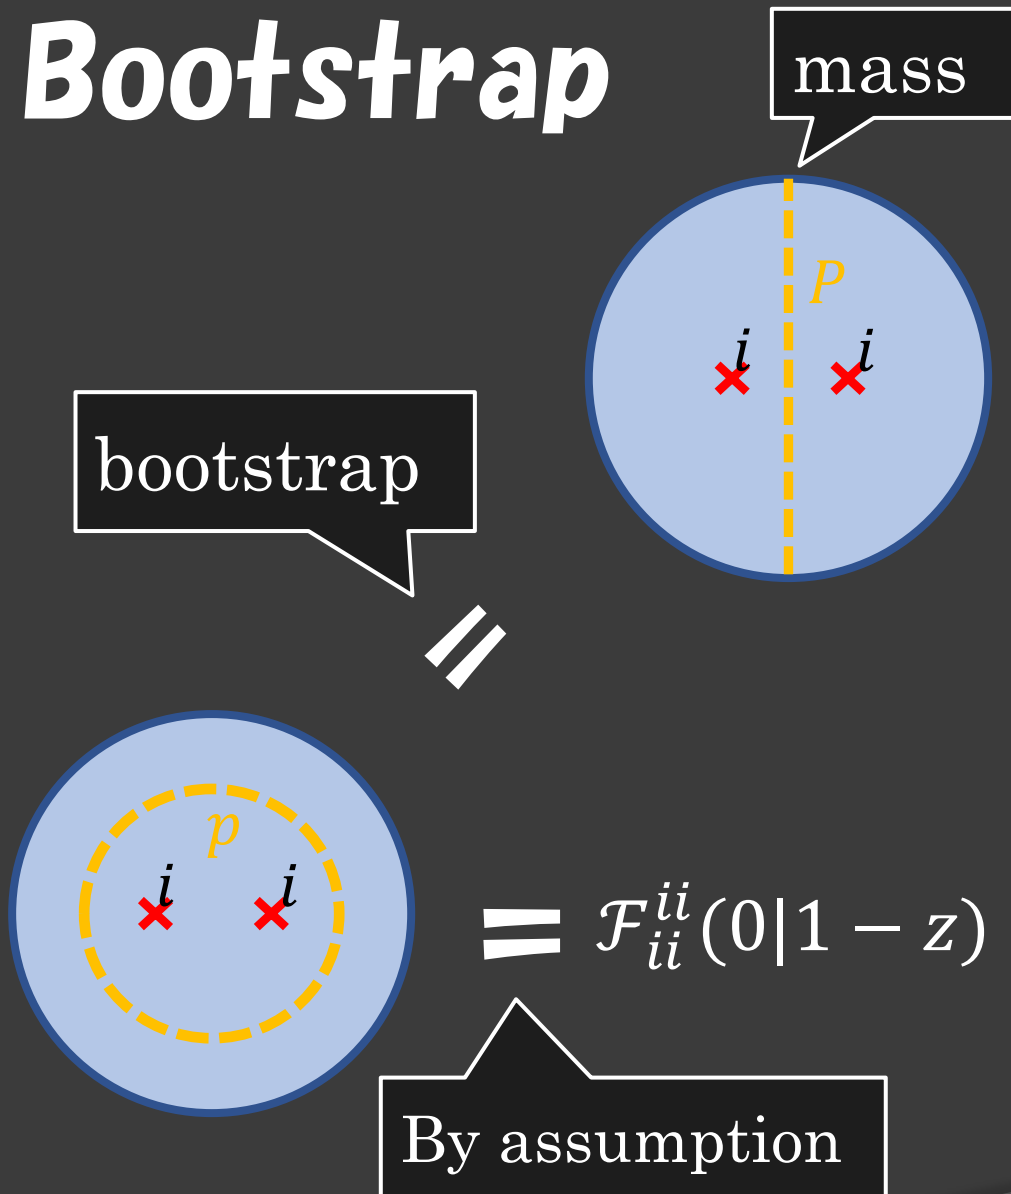 Bootstrap
mass
P
i i
bootstrap
=
p
i i
= ℱ^{ii}_{ii}(0|1 − z)
By assumption